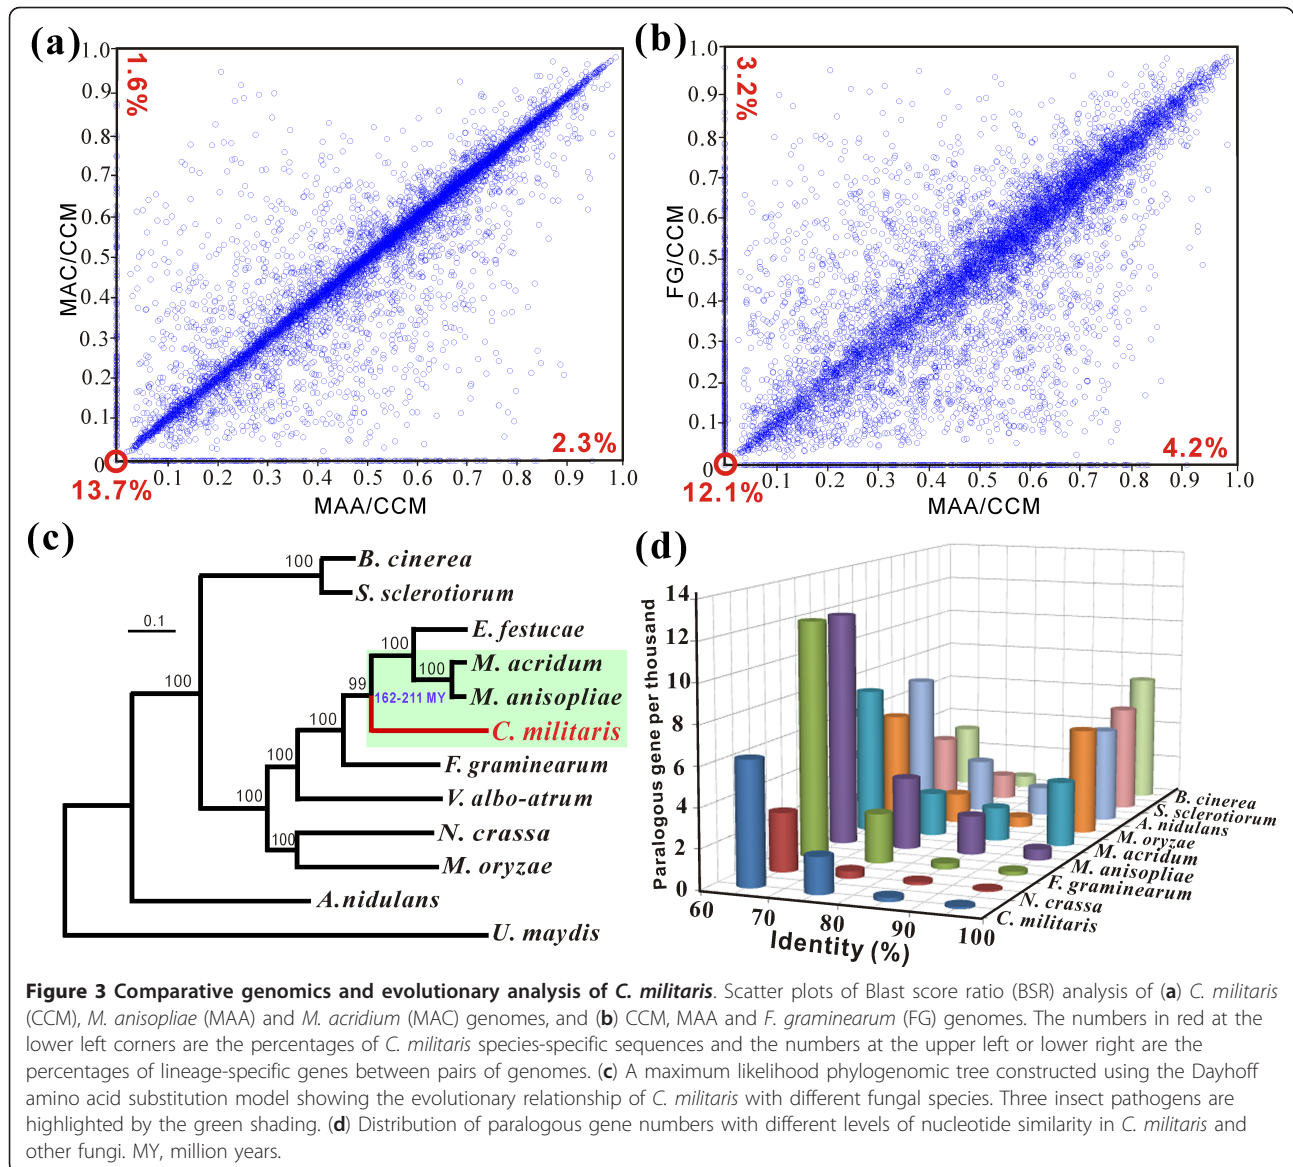 (a)
1.0
0.9
0.8
0.7
0.6
0.5
0.4
0.3
0.2
0.1
0
MAC/CCM
1.6%
2.3%
13.7%
0.1 0.2 0.3 0.4 0.5 0.6 0.7 0.8 0.9 1.0
MAA/CCM
(b)
1.0
0.9
0.8
0.7
0.6
0.5
0.4
0.3
0.2
0.1
0
FG/CCM
3.2%
4.2%
12.1%
0.1 0.2 0.3 0.4 0.5 0.6 0.7 0.8 0.9 1.0
MAA/CCM
(c)
0.1
100 B. cinerea
S. sclerotiorum
100 E. festucae
100 M. acridum
99 162-211 MY M. anisopliae
100
100 C. militaris
F. graminearum
100 V. albo-atrum
100
100 N. crassa
M. oryzae
A.nidulans
U. maydis
(d)
Paralogous gene per thousand
14
12
10
8
6
4
2
0
60 70 80 90 100
Identity (%)
B. cinerea
S. sclerotiorum
A. nidulans
M. oryzae
M. acridum
M. anisopliae
F. graminearum
N. crassa
C. militaris
Figure 3 Comparative genomics and evolutionary analysis of C. militaris. Scatter plots of Blast score ratio (BSR) analysis of (a) C. militaris
(CCM), M. anisopliae (MAA) and M. acridium (MAC) genomes, and (b) CCM, MAA and F. graminearum (FG) genomes. The numbers in red at the
lower left corners are the percentages of C. militaris species-specific sequences and the numbers at the upper left or lower right are the
percentages of lineage-specific genes between pairs of genomes. (c) A maximum likelihood phylogenomic tree constructed using the Dayhoff
amino acid substitution model showing the evolutionary relationship of C. militaris with different fungal species. Three insect pathogens are
highlighted by the green shading. (d) Distribution of paralogous gene numbers with different levels of nucleotide similarity in C. militaris and
other fungi. MY, million years.